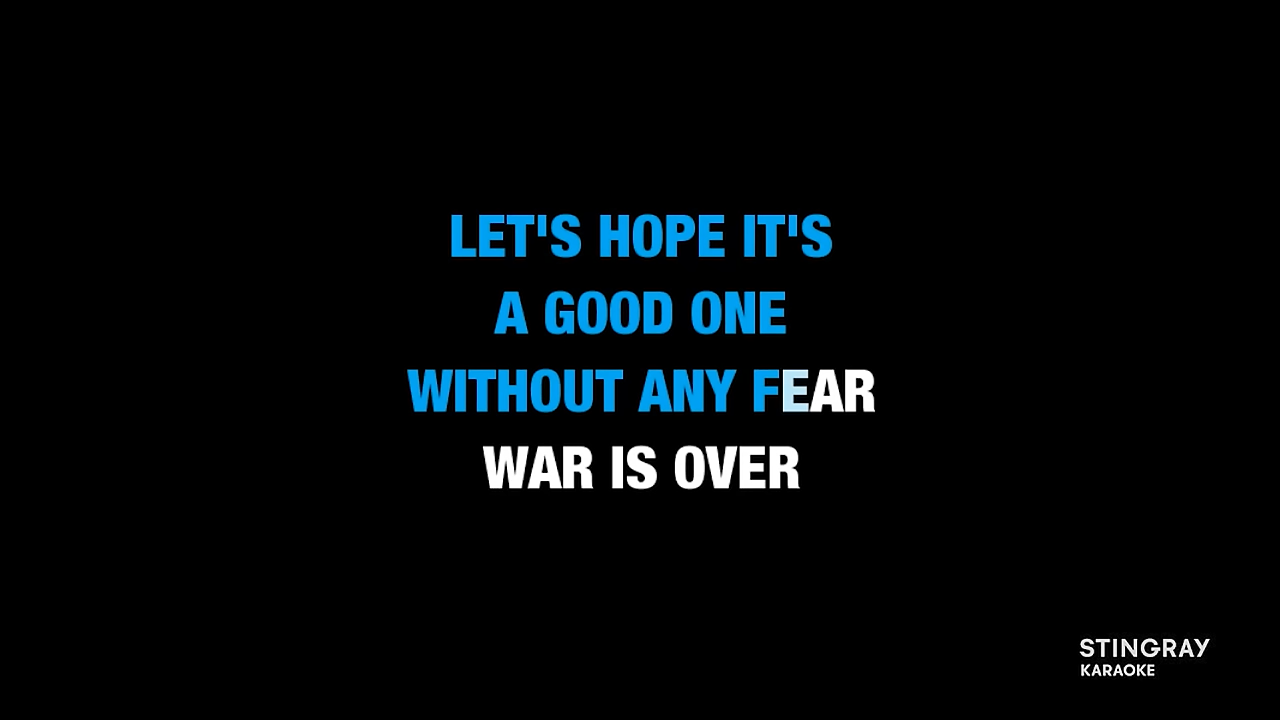 LET'S HOPE IT'S
A GOOD ONE
WITHOUT ANY FEAR
WAR IS OVER
STINGRAY
KARAOKE